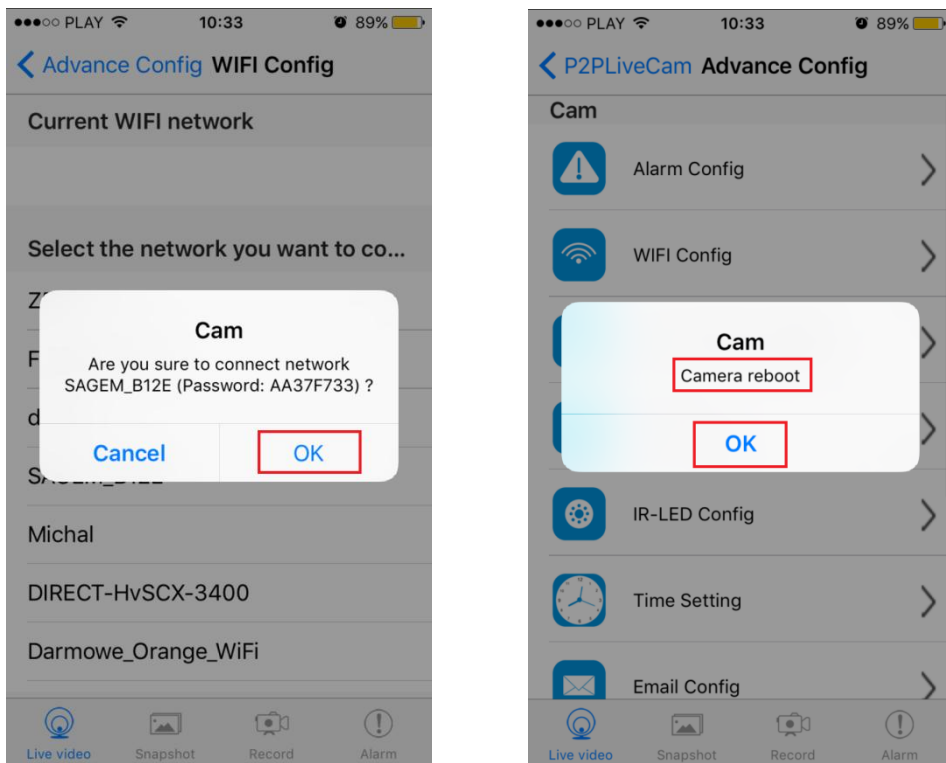 PLAY 10:33 89%
Advance Config WIFI Config
Current WIFI network
Select the network you want to co...
Z
F
d
Cam
Are you sure to connect network
SAGEM_B12E (Password: AA37F733) ?
Cancel OK
Michal
DIRECT-HvSCX-3400
Darmowe_Orange_WiFi
Live video Snapshot Record Alarm
PLAY 10:33 89%
P2PLiveCam Advance Config
Cam
Alarm Config
WIFI Config
Cam
Camera reboot
OK
IR-LED Config
Time Setting
Email Config
Live video Snapshot Record Alarm